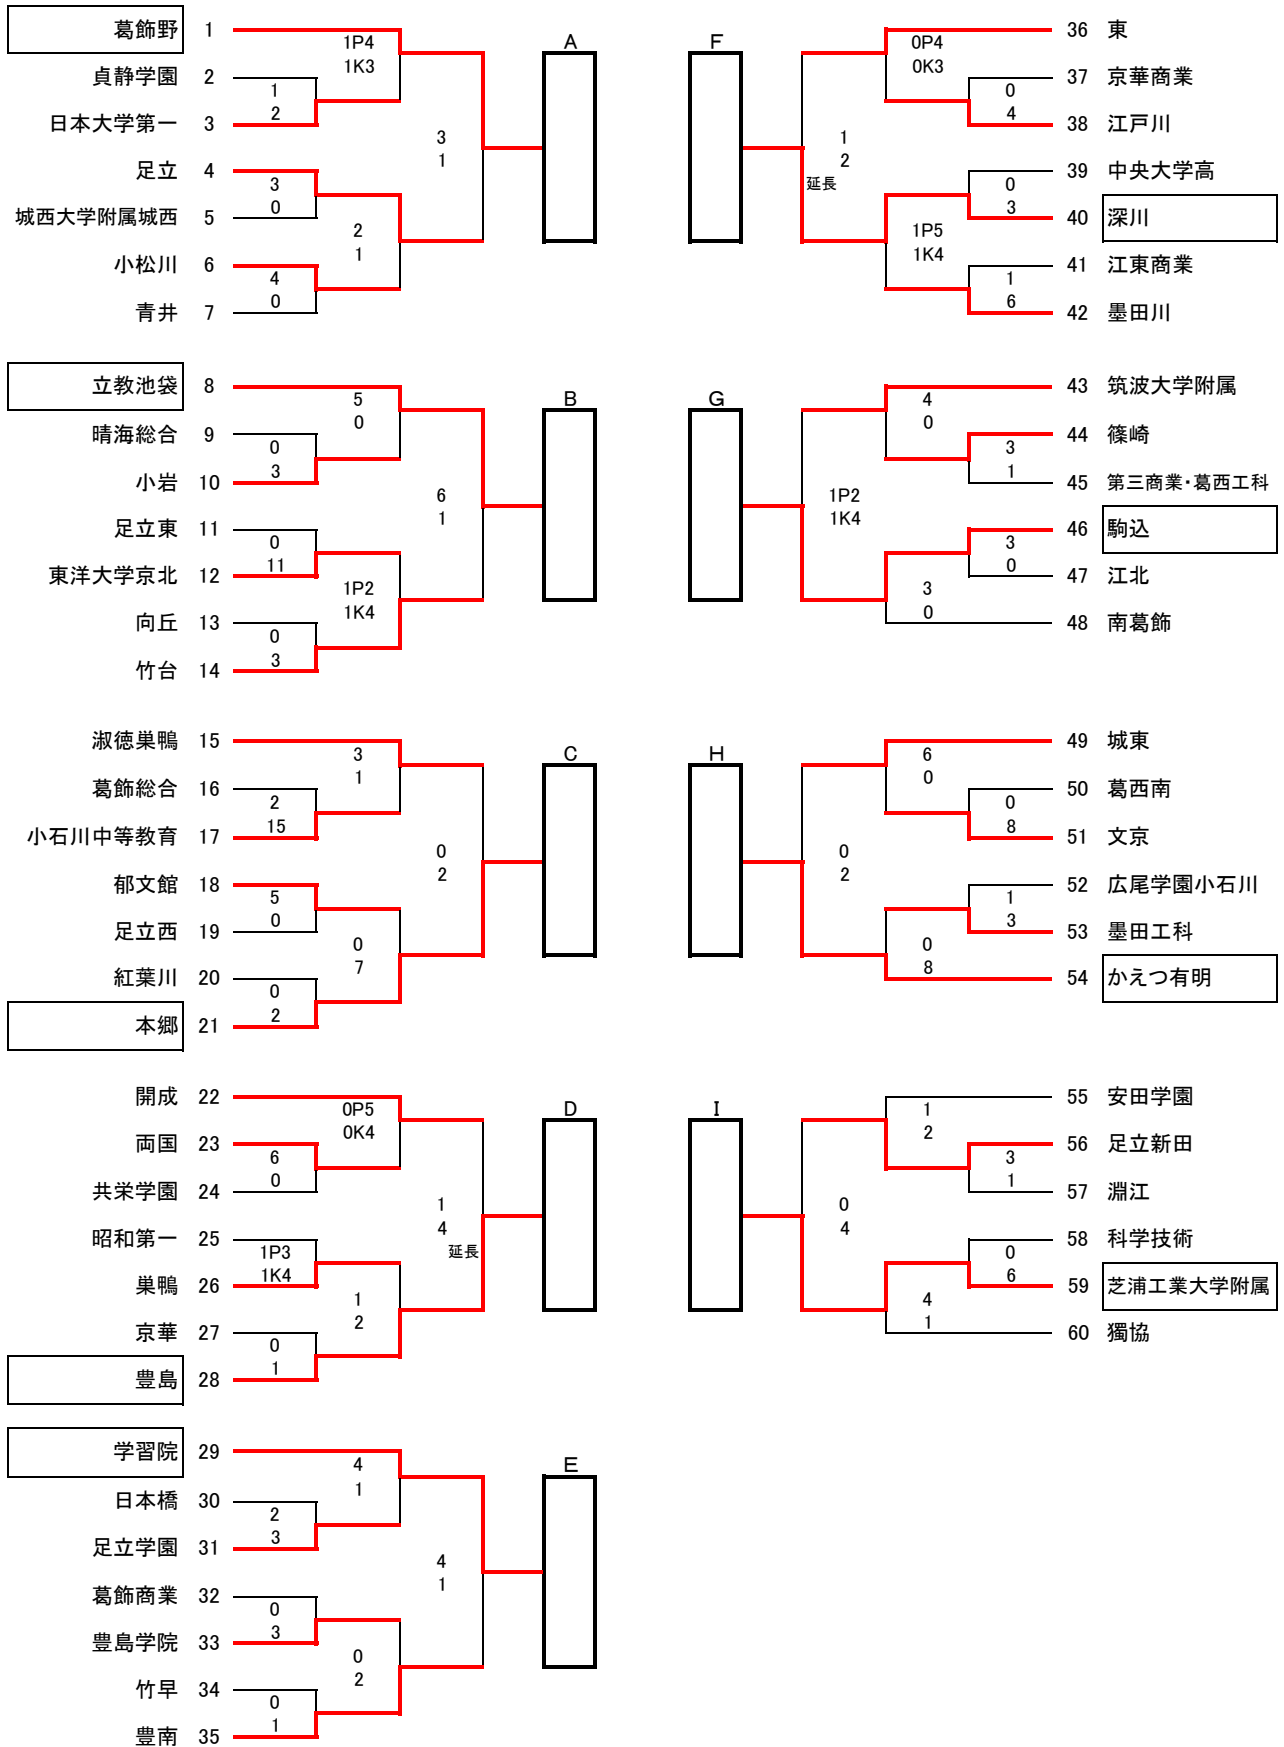 葛飾野 1
貞静学園 2
日本大学第一 3
足立 4
城西大学附属城西 5
小松川 6
青井 7
1P4
1K3
1
2
3
0
2
1
4
0
3
1
A
立教池袋 8
晴海総合 9
小岩 10
足立東 11
東洋大学京北 12
向丘 13
竹台 14
5
0
0
3
0
11
1P2
1K4
0
3
6
1
B
淑徳巣鴨 15
葛飾総合 16
小石川中等教育 17
郁文館 18
足立西 19
紅葉川 20
本郷 21
3
1
2
15
5
0
0
7
0
2
0
2
C
開成 22
両国 23
共栄学園 24
昭和第一 25
巣鴨 26
京華 27
豊島 28
0P5
0K4
6
0
1P3
1K4
1
2
0
1
1
4
延長
D
学習院 29
日本橋 30
足立学園 31
葛飾商業 32
豊島学院 33
竹早 34
豊南 35
4
1
2
3
0
3
0
2
0
1
4
1
E
F
36 東
37 京華商業
38 江戸川
39 中央大学高
40 深川
41 江東商業
42 墨田川
0P4
0K3
0
4
0
3
1P5
1K4
1
6
1
2
延長
G
43 筑波大学附属
44 篠崎
45 第三商業・葛西工科
46 駒込
47 江北
48 南葛飾
4
0
3
1
3
0
3
0
1P2
1K4
H
49 城東
50 葛西南
51 文京
52 広尾学園小石川
53 墨田工科
54 かえつ有明
6
0
0
8
1
3
0
8
0
2
I
55 安田学園
56 足立新田
57 淵江
58 科学技術
59 芝浦工業大学附属
60 獨協
1
2
3
1
0
6
4
1
0
4